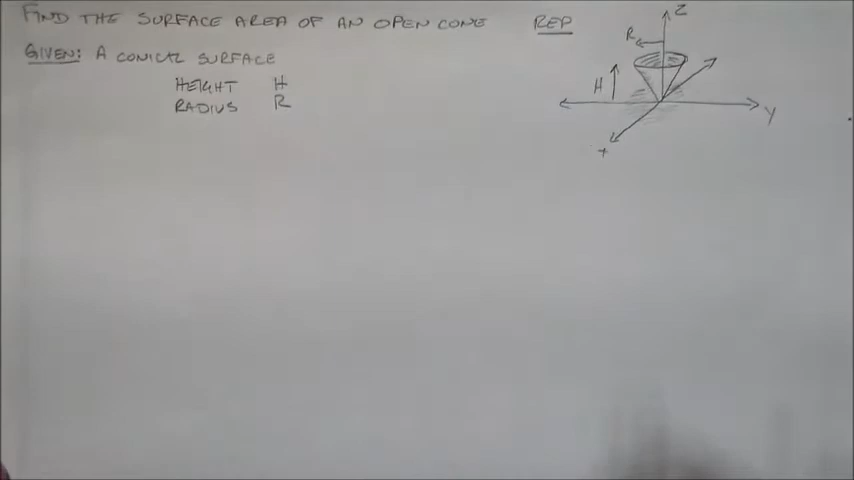 FIND THE SURFACE AREA OF AN OPEN CONE REP
GIVEN: A CONICAL SURFACE
HEIGHT H
RADIUS R
Z
R
H
Y
X